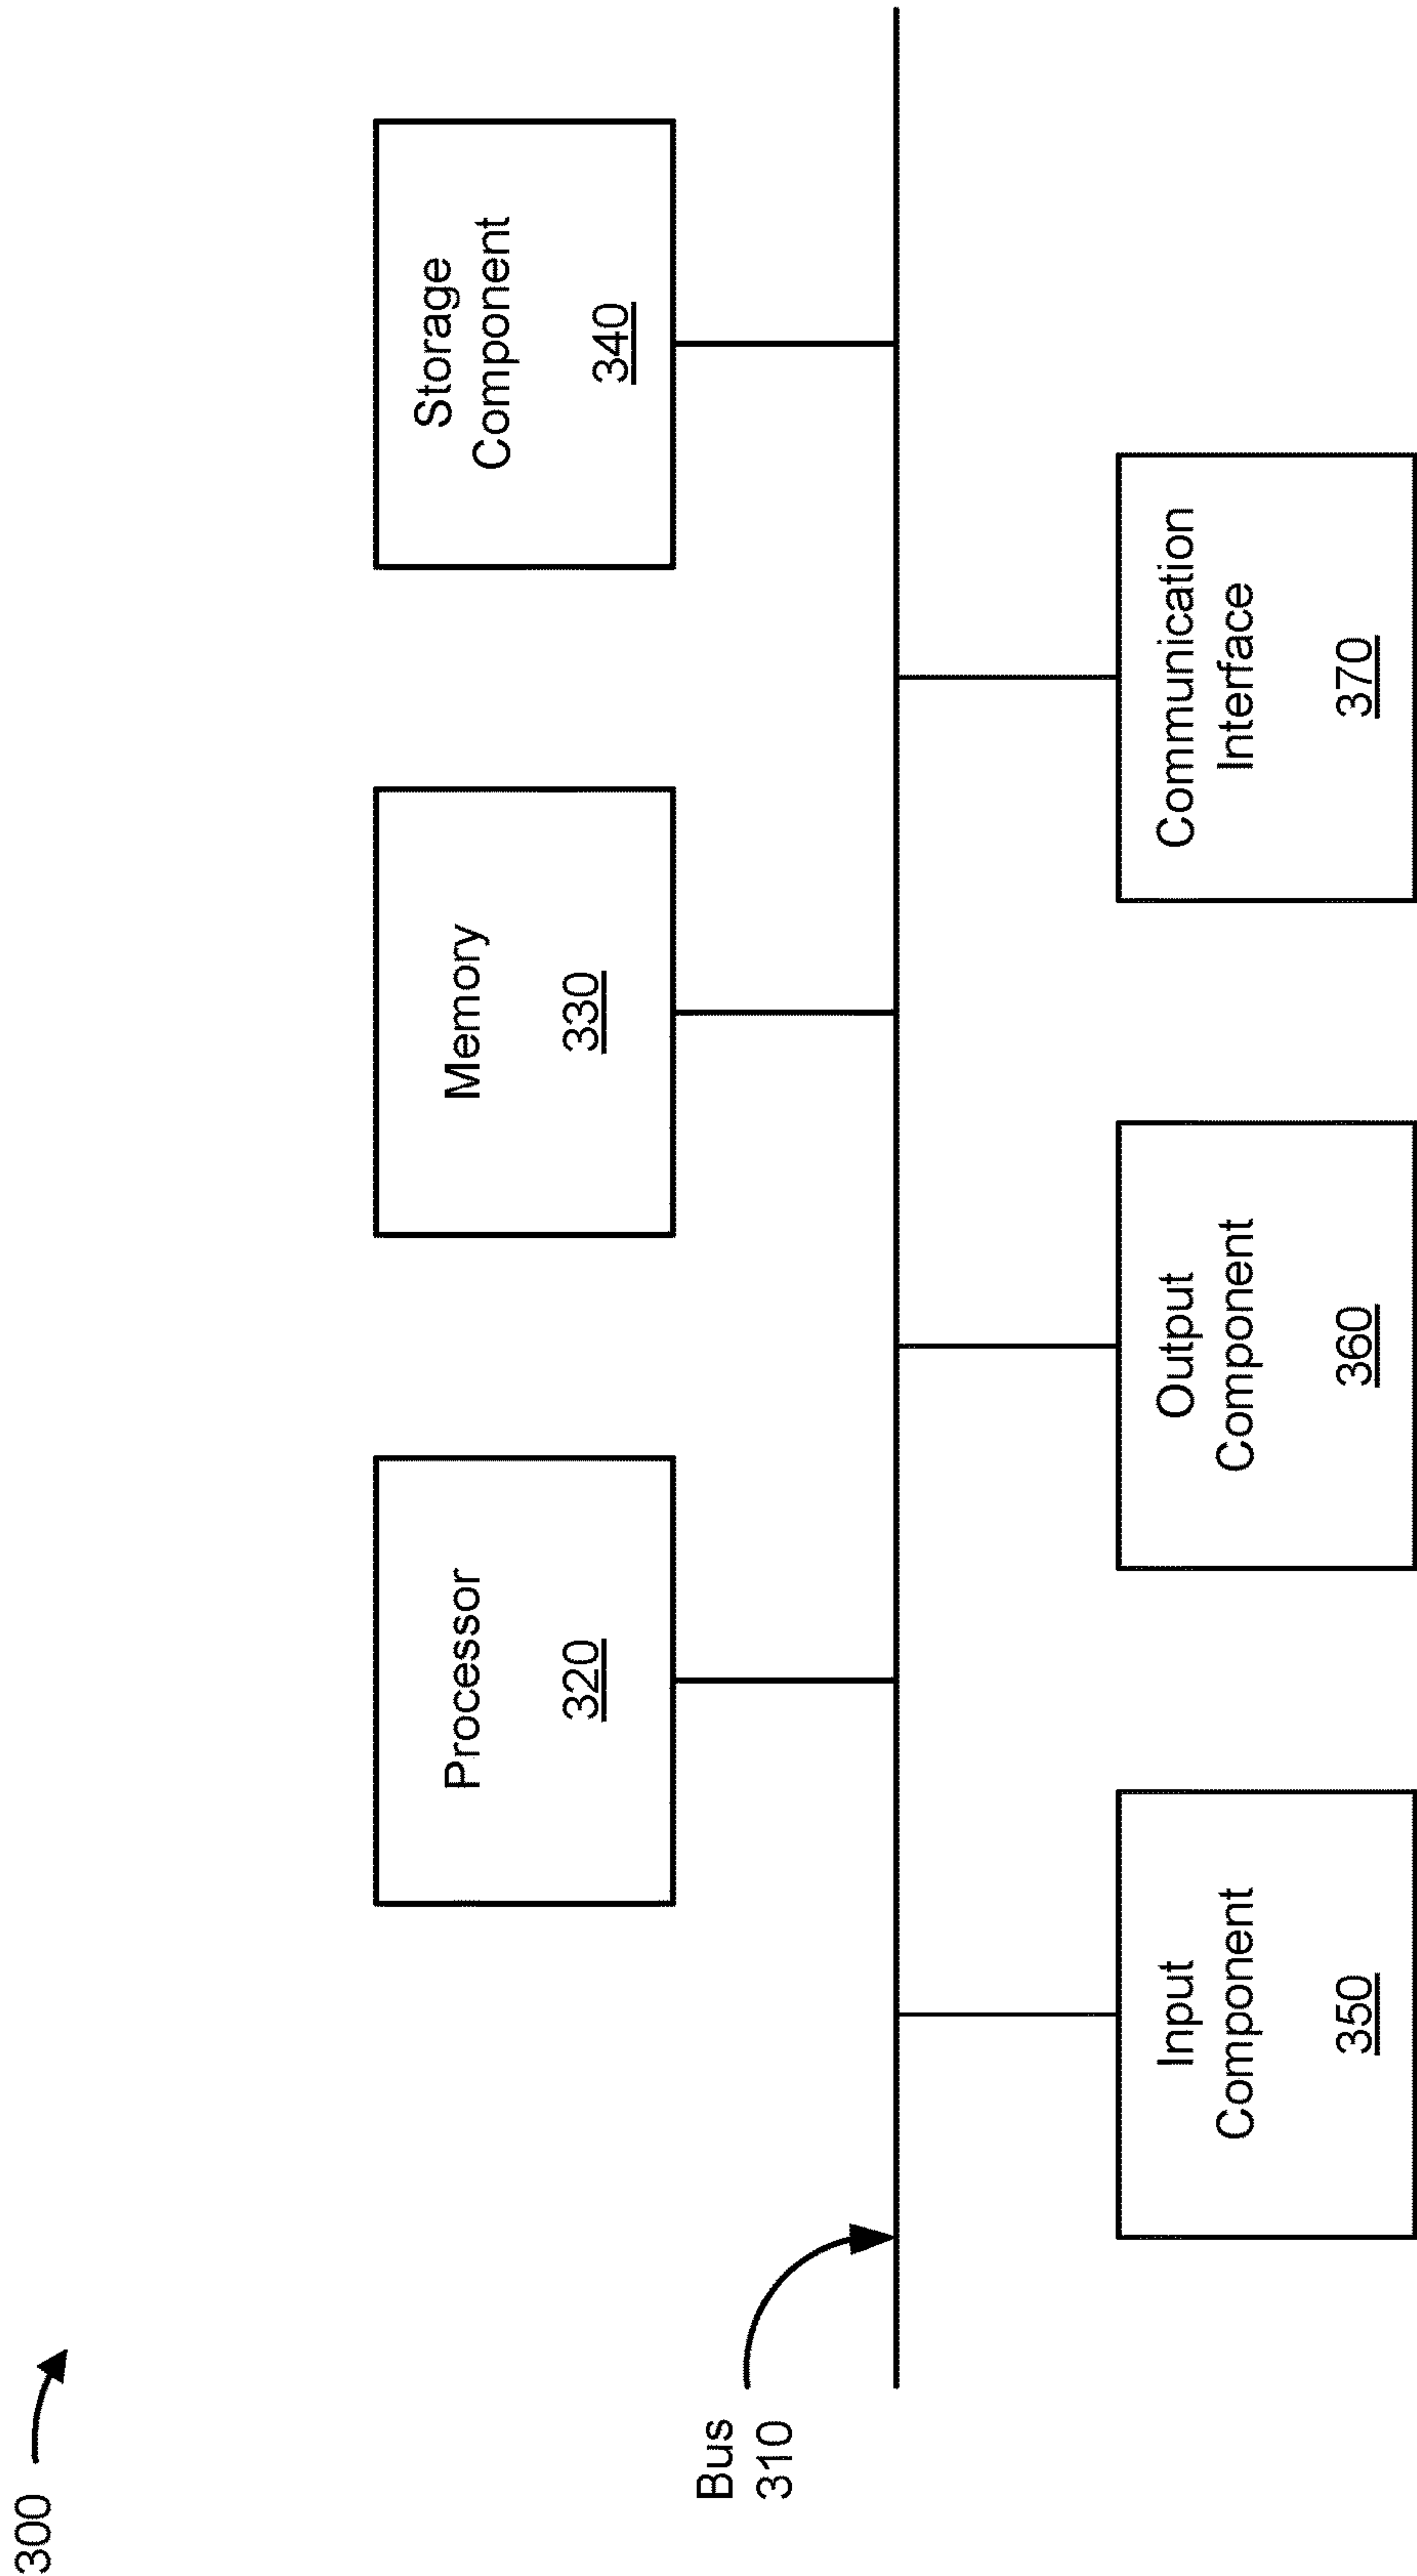 300
Processor
320
Memory
330
Storage
Component
340
Bus
310
Input
Component
350
Output
Component
360
Communication
Interface
370